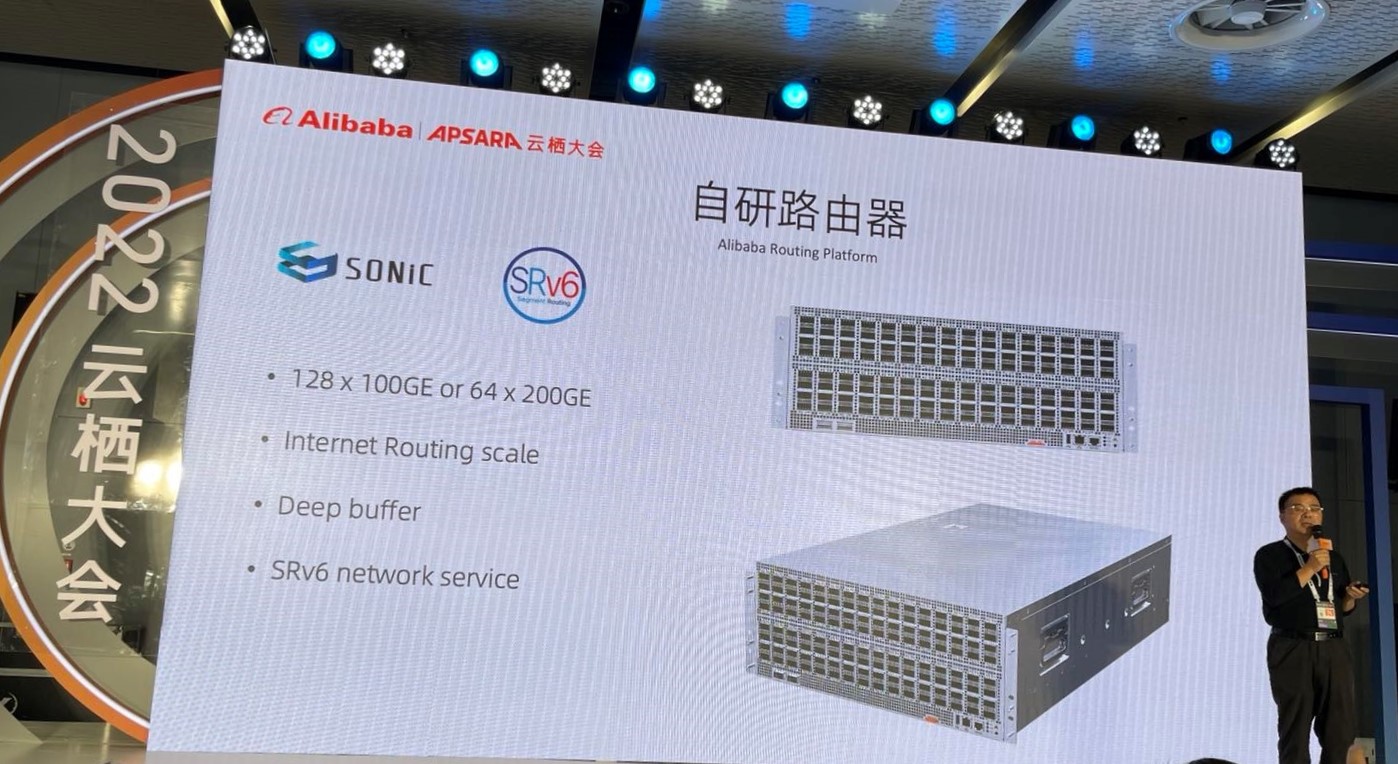 2022 云栖大会
Alibaba | APSARA 云栖大会
自研路由器
Alibaba Routing Platform
SONiC
SRv6
Segment Routing
• 128 x 100GE or 64 x 200GE
• Internet Routing scale
• Deep buffer
• SRv6 network service